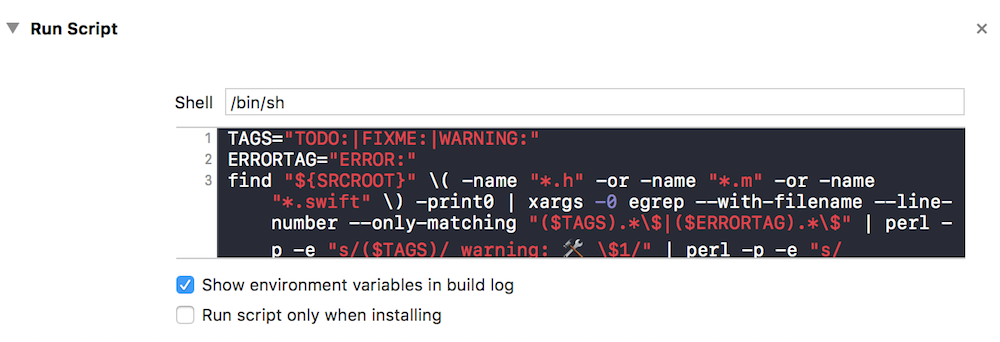 Run Script
Shell /bin/sh
1 TAGS="TODO:|FIXME:|WARNING:"
2 ERRORTAG="ERROR:"
3 find "${SRCROOT}" \( -name "*.h" -or -name "*.m" -or -name
"*.swift" \) -print0 | xargs -0 egrep --with-filename --line-
number --only-matching "($TAGS).*\$|($ERRORTAG).*\$" | perl -
p -e "s/($TAGS)/ warning: 🛠 \$1/" | perl -p -e "s/
Show environment variables in build log
Run script only when installing